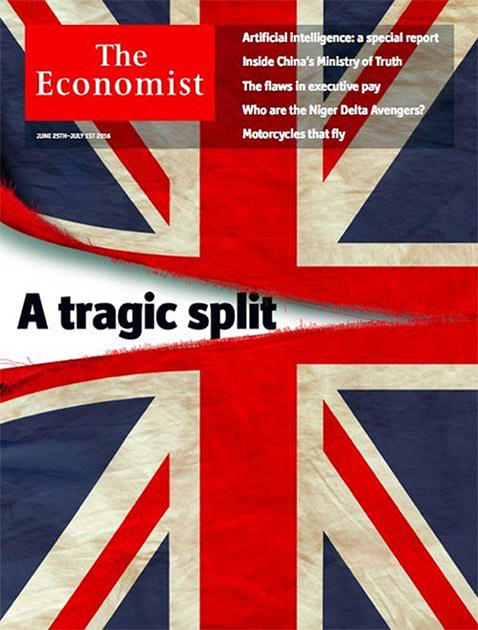 The
Economist
JUNE 25TH–JULY 1ST 2016
Artificial intelligence: a special report
Inside China's Ministry of Truth
The flaws in executive pay
Who are the Niger Delta Avengers?
Motorcycles that fly
A tragic split